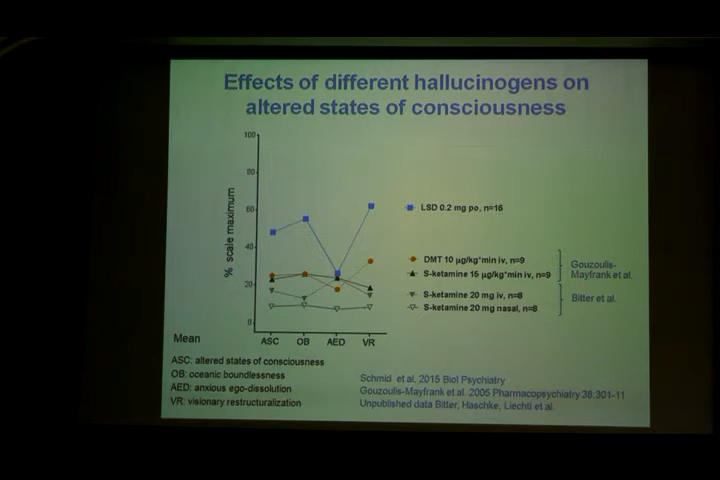 Effects of different hallucinogens on
altered states of consciousness
100
80
60
40
20
0
% scale maximum
ASC OB AED VR
LSD 0.2 mg po, n=16
DMT 10 µg/kg*min iv, n=9
S-ketamine 15 µg/kg*min iv, n=9
Gouzoulis-
Mayfrank et al.
S-ketamine 20 mg iv, n=8
S-ketamine 20 mg nasal, n=8
Bitter et al.
Mean
ASC: altered states of consciousness
OB: oceanic boundlessness
AED: anxious ego-dissolution
VR: visionary restructuralization
Schmid et al. 2015 Biol Psychiatry
Gouzoulis-Mayfrank et al. 2005 Pharmacopsychiatry 38:301-11
Unpublished data Bitter, Haschke, Liechti et al.